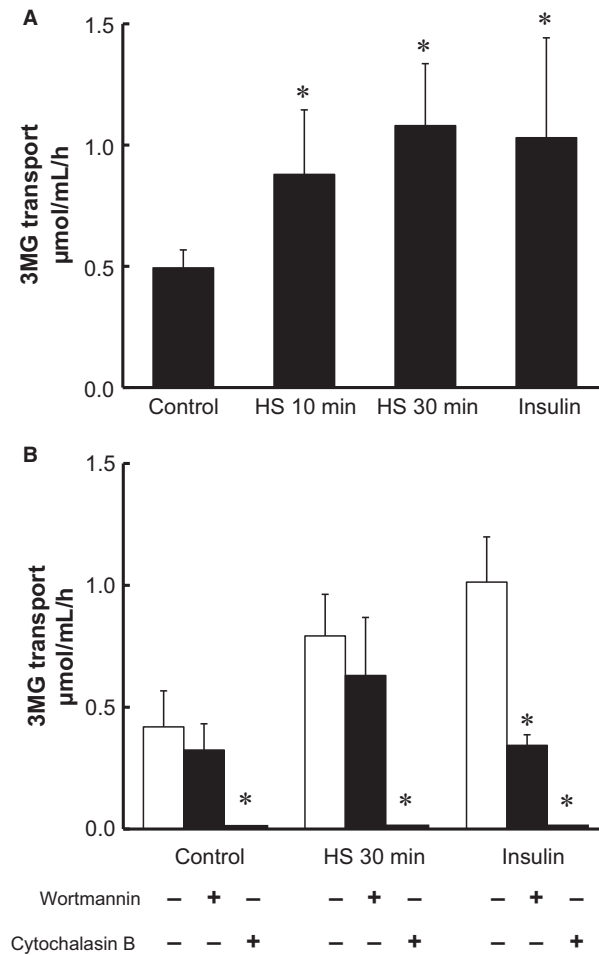 A
1.5
1.0
0.5
0.0
3MG transport
µmol/mL/h
*
*
*
Control HS 10 min HS 30 min Insulin
B
1.5
1.0
0.5
0.0
3MG transport
µmol/mL/h
*
*
*
*
Control HS 30 min Insulin
Wortmannin – + – – + – – + –
Cytochalasin B – – + – – + – – +